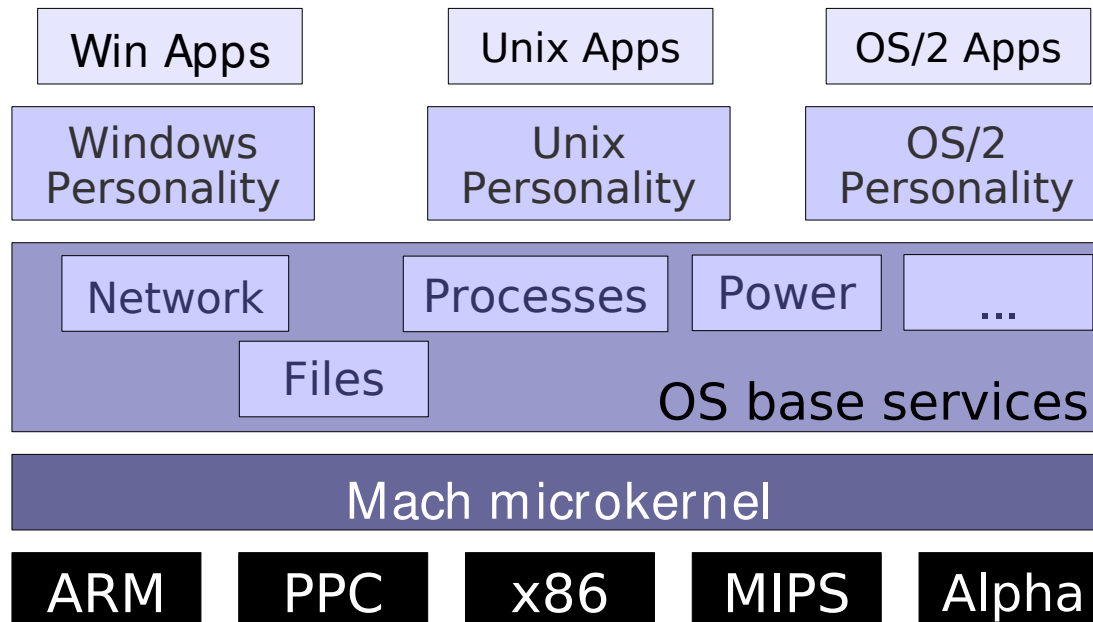 Win Apps
Unix Apps
OS/2 Apps
Windows
Personality
Unix
Personality
OS/2
Personality
Network
Processes
Power
...
Files
OS base services
Mach microkernel
ARM
PPC
x86
MIPS
Alpha